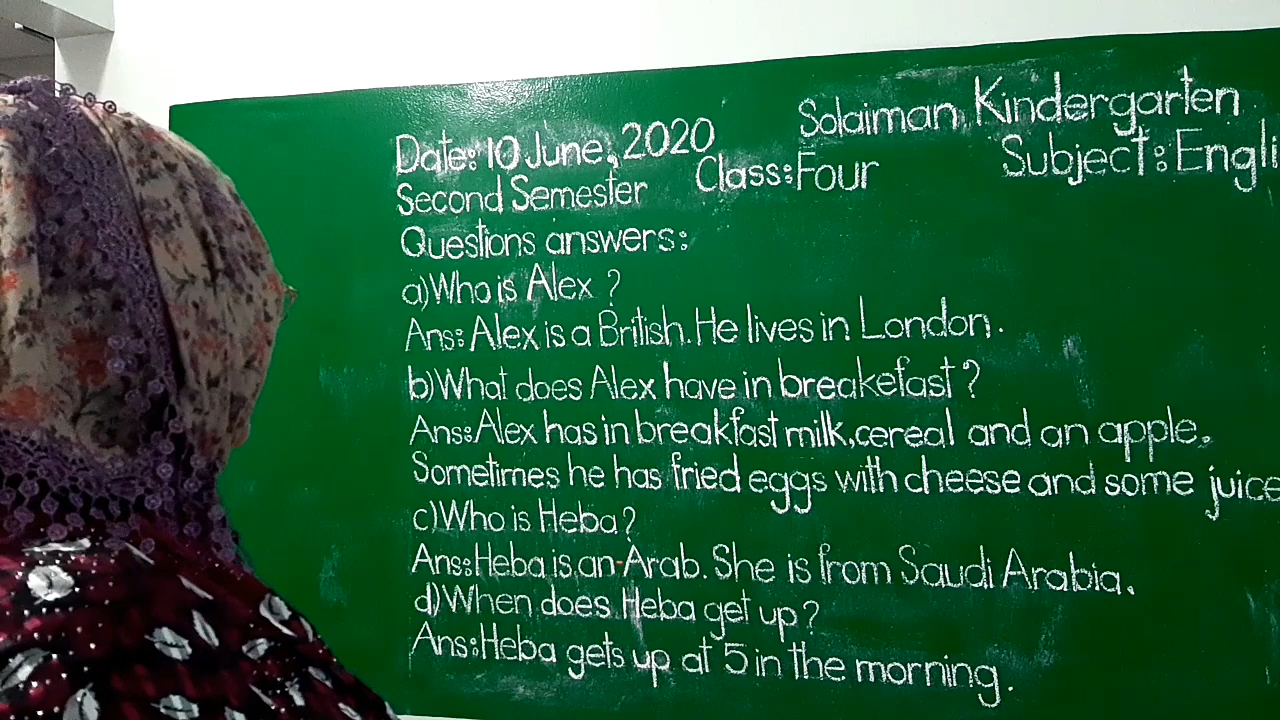 Solaiman Kindergarten
Date: 10 June, 2020 Class: Four Subject: Engli
Second Semester
Questions answers:
a) Who is Alex ?
Ans: Alex is a British. He lives in London.
b) What does Alex have in breakefast ?
Ans: Alex has in breakfast milk, cereal and an apple.
Sometimes he has fried eggs with cheese and some juice
c) Who is Heba ?
Ans: Heba is an Arab. She is from Saudi Arabia.
d) When does Heba get up ?
Ans: Heba gets up at 5 in the morning.